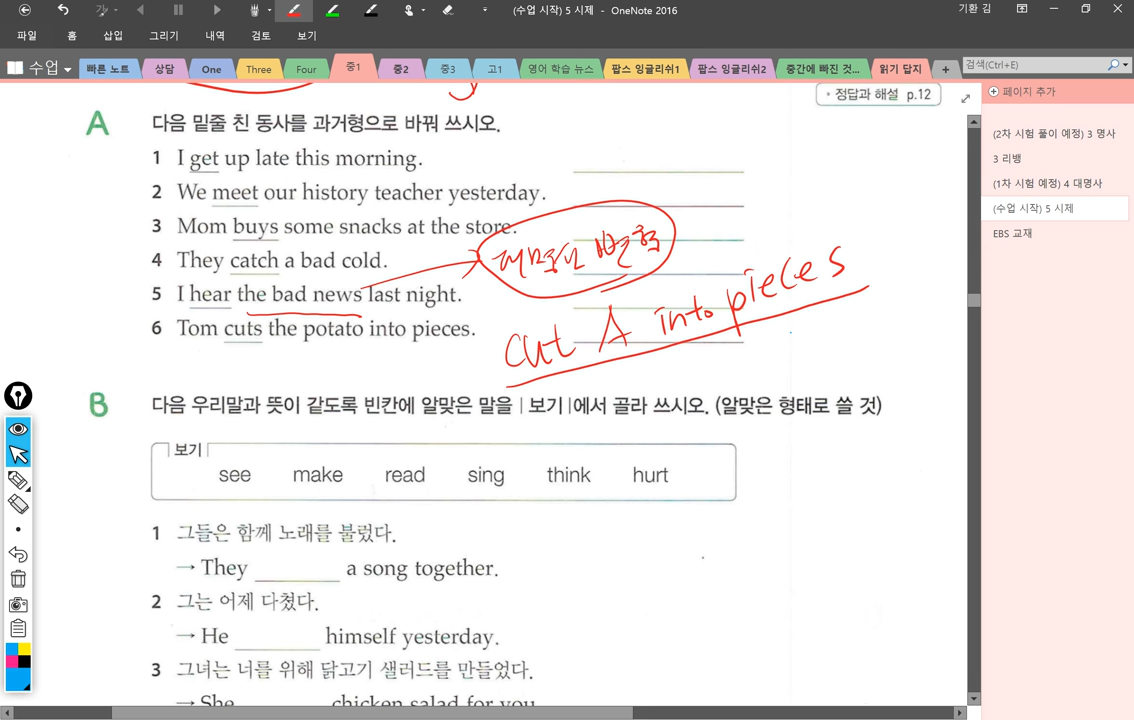 (수업 시작) 5 시제 - OneNote 2016
기환 김
파일 홈 삽입 그리기 내역 검토 보기
수업 빠른 노트 상담 One Three Four 중1 중2 중3 고1 영어 학습 뉴스 팝스 잉글리쉬1 팝스 잉글리쉬2 중간에 빠진 것... 읽기 답지 + 검색(Ctrl+E)
• 정답과 해설 p.12
페이지 추가
(2차 시험 풀이 예정) 3 명사
3 리뱅
(1차 시험 예정) 4 대명사
(수업 시작) 5 시제
EBS 교재
A 다음 밑줄 친 동사를 과거형으로 바꿔 쓰시오.
1 I get up late this morning.
2 We meet our history teacher yesterday.
3 Mom buys some snacks at the store.
4 They catch a bad cold.
5 I hear the bad news last night.
6 Tom cuts the potato into pieces.
cut A into pieces
B 다음 우리말과 뜻이 같도록 빈칸에 알맞은 말을 | 보기 |에서 골라 쓰시오. (알맞은 형태로 쓸 것)
보기
see make read sing think hurt
1 그들은 함께 노래를 불렀다.
→ They ________ a song together.
2 그는 어제 다쳤다.
→ He ________ himself yesterday.
3 그녀는 너를 위해 닭고기 샐러드를 만들었다.
→ She ________ chicken salad for you.